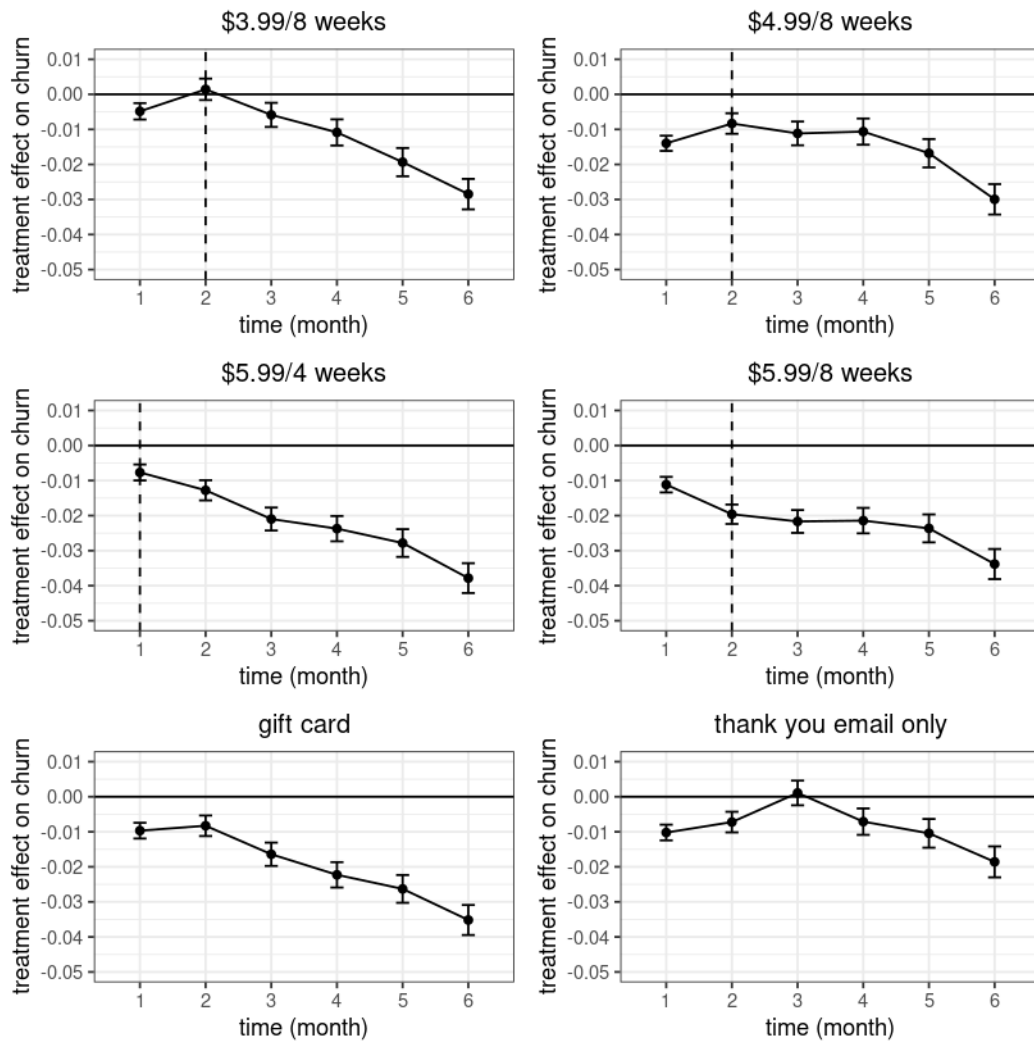 $3.99/8 weeks
treatment effect on churn
0.01
0.00
-0.01
-0.02
-0.03
-0.04
-0.05
1 2 3 4 5 6
time (month)
$4.99/8 weeks
treatment effect on churn
0.01
0.00
-0.01
-0.02
-0.03
-0.04
-0.05
1 2 3 4 5 6
time (month)
$5.99/4 weeks
treatment effect on churn
0.01
0.00
-0.01
-0.02
-0.03
-0.04
-0.05
1 2 3 4 5 6
time (month)
$5.99/8 weeks
treatment effect on churn
0.01
0.00
-0.01
-0.02
-0.03
-0.04
-0.05
1 2 3 4 5 6
time (month)
gift card
treatment effect on churn
0.01
0.00
-0.01
-0.02
-0.03
-0.04
-0.05
1 2 3 4 5 6
time (month)
thank you email only
treatment effect on churn
0.01
0.00
-0.01
-0.02
-0.03
-0.04
-0.05
1 2 3 4 5 6
time (month)